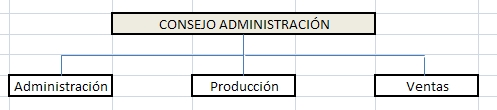 CONSEJO ADMINISTRACIÓN
Administración
Producción
Ventas